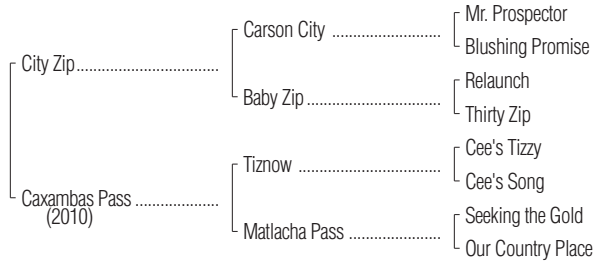 Mr. Prospector
Carson City ........................
Blushing Promise
City Zip................................
Relaunch
Baby Zip..............................
Thirty Zip
Cee's Tizzy
Tiznow ................................
Cee's Song
Caxambas Pass ...................
(2010)
Seeking the Gold
Matlacha Pass ....................
Our Country Place